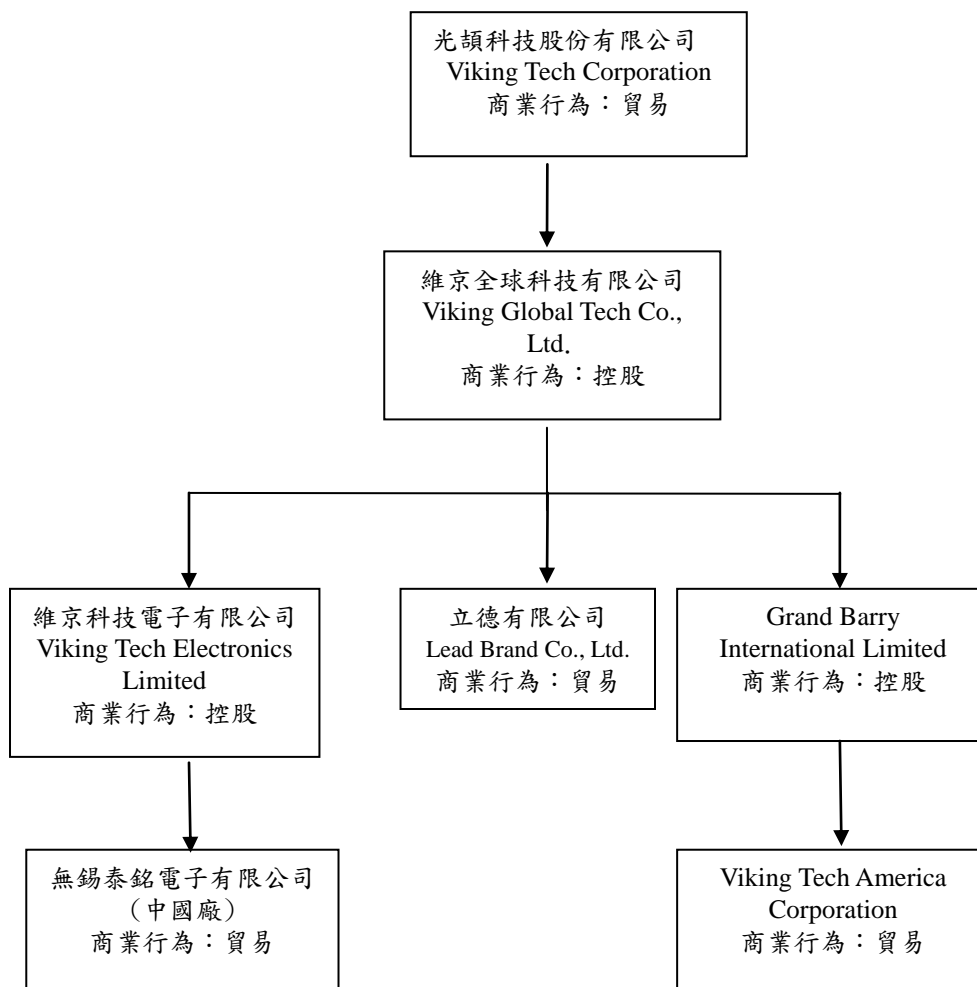 光頡科技股份有限公司
Viking Tech Corporation
商業行為：貿易
維京全球科技有限公司
Viking Global Tech Co.,
Ltd.
商業行為：控股
維京科技電子有限公司
Viking Tech Electronics
Limited
商業行為：控股
立德有限公司
Lead Brand Co., Ltd.
商業行為：貿易
Grand Barry
International Limited
商業行為：控股
無錫泰銘電子有限公司
（中國廠）
商業行為：貿易
Viking Tech America
Corporation
商業行為：貿易